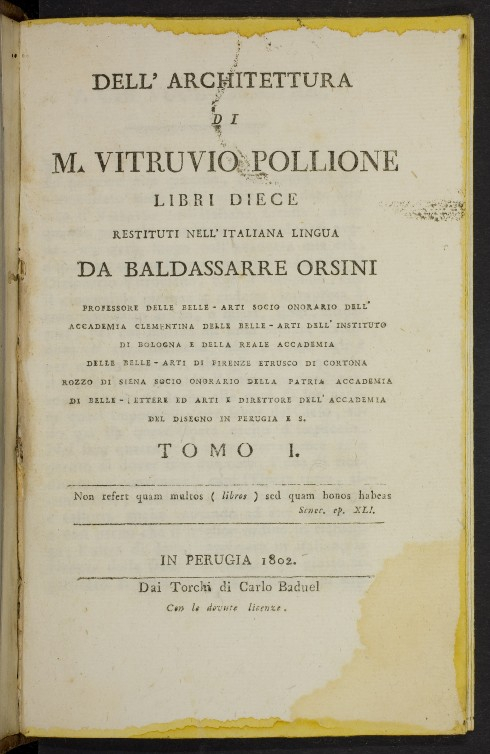 DELL' ARCHITETTURA
DI
M. VITRUVIO POLLIONE
LIBRI DIECE
RESTITUTI NELL' ITALIANA LINGUA
DA BALDASSARRE ORSINI
PROFESSORE DELLE BELLE-ARTI SOCIO ONORARIO DELL'
ACCADEMIA CLEMENTINA DELLE BELLE-ARTI DELL' INSTITUTO
DI BOLOGNA E DELLA REALE ACCADEMIA
DELLE BELLE-ARTI DI FIRENZE ETRUSCO DI CORTONA
ROZZO DI SIENA SOCIO ONORARIO DELLA PATRIA ACCADEMIA
DI BELLE-LETTERE ED ARTI E DIRETTORE DELL' ACCADEMIA
DEL DISEGNO IN PERUGIA E S.
TOMO I.
Non refert quam multos ( libros ) sed quam bonos habeas
Senec. ep. XLI.
IN PERUGIA 1802.
Dai Torchi di Carlo Baduel
Con le dovute licenze.